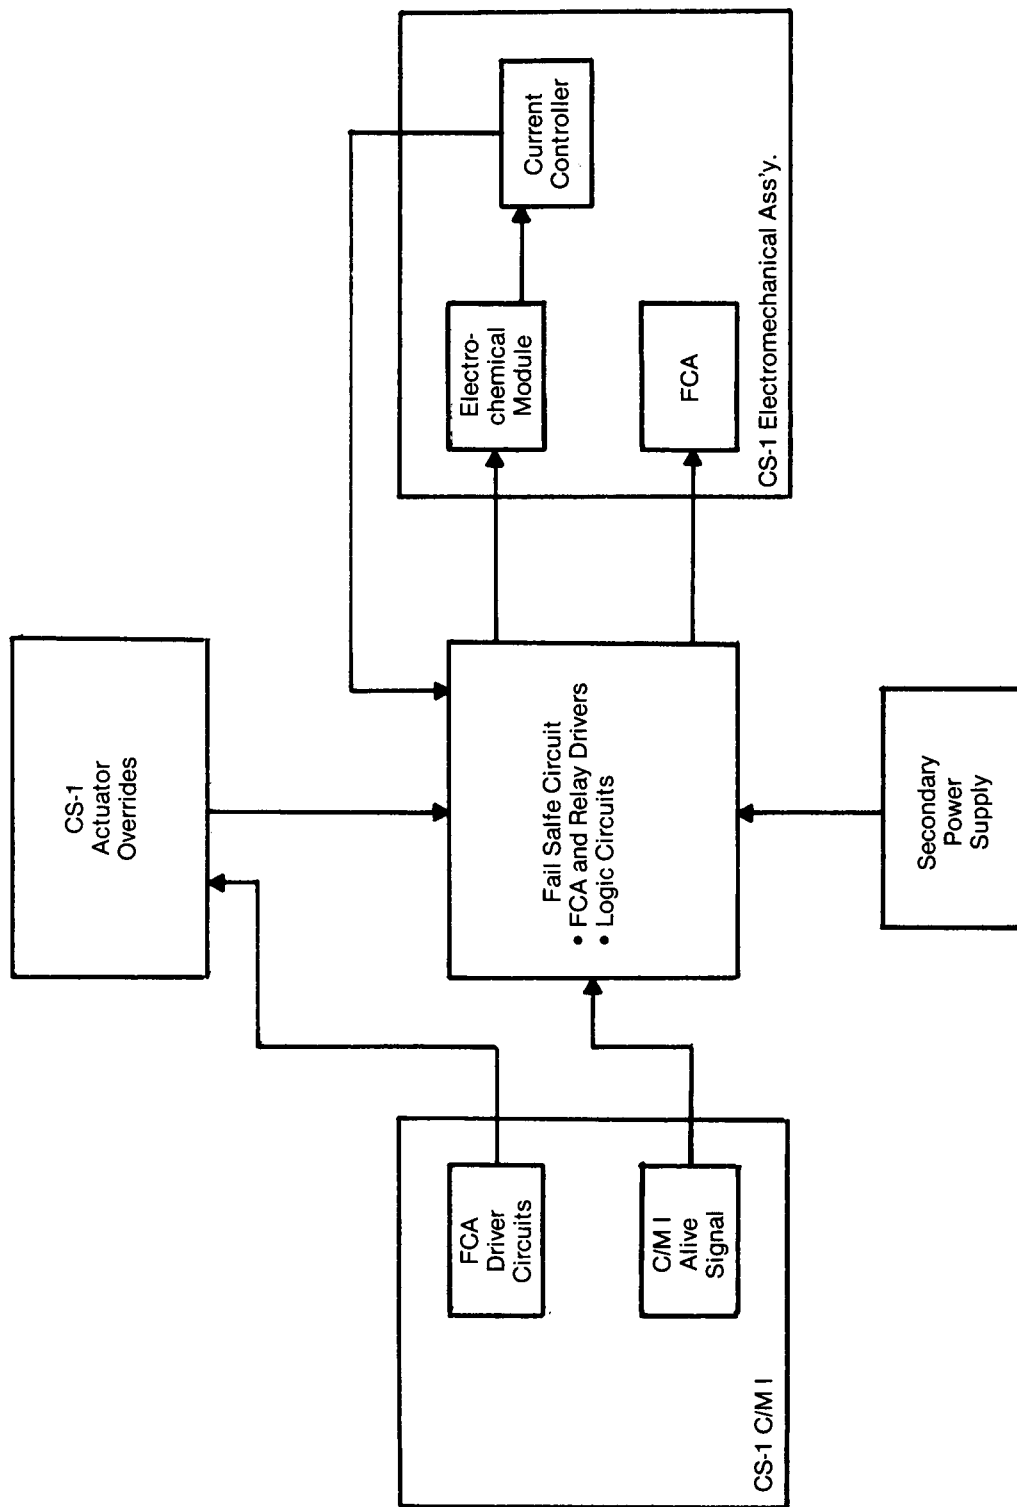 CS-1
Actuator
Overrides
FCA
Driver
Circuits
C/M I
Alive
Signal
CS-1 C/M I
Fail Salfe Circuit
• FCA and Relay Drivers
• Logic Circuits
Secondary
Power
Supply
Electro-
chemical
Module
Current
Controller
FCA
CS-1 Electromechanical Ass'y.